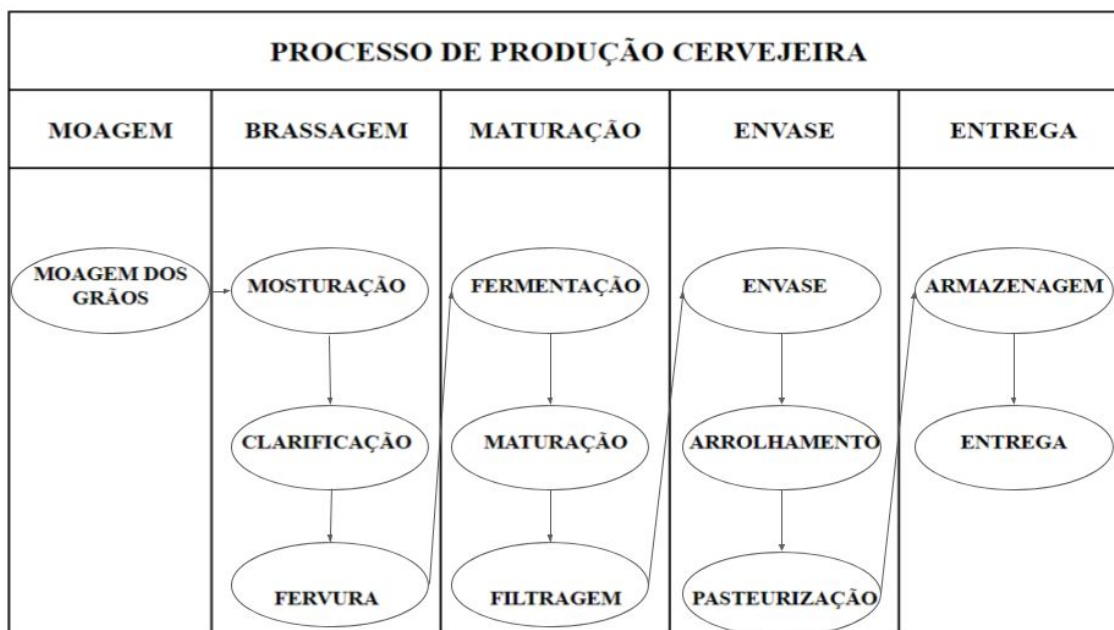 PROCESSO DE PRODUÇÃO CERVEJEIRA
MOAGEM
BRASSAGEM
MATURAÇÃO
ENVASE
ENTREGA
MOAGEM DOS
GRÃOS
MOSTURAÇÃO
FERMENTAÇÃO
ENVASE
ARMAZENAGEM
CLARIFICAÇÃO
MATURAÇÃO
ARROLHAMENTO
ENTREGA
FERVURA
FILTRAGEM
PASTEURIZAÇÃO